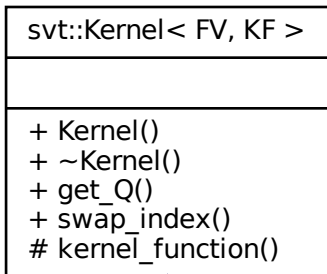 svt::Kernel< FV, KF >
+ Kernel()
+ ~Kernel()
+ get_Q()
+ swap_index()
# kernel_function()